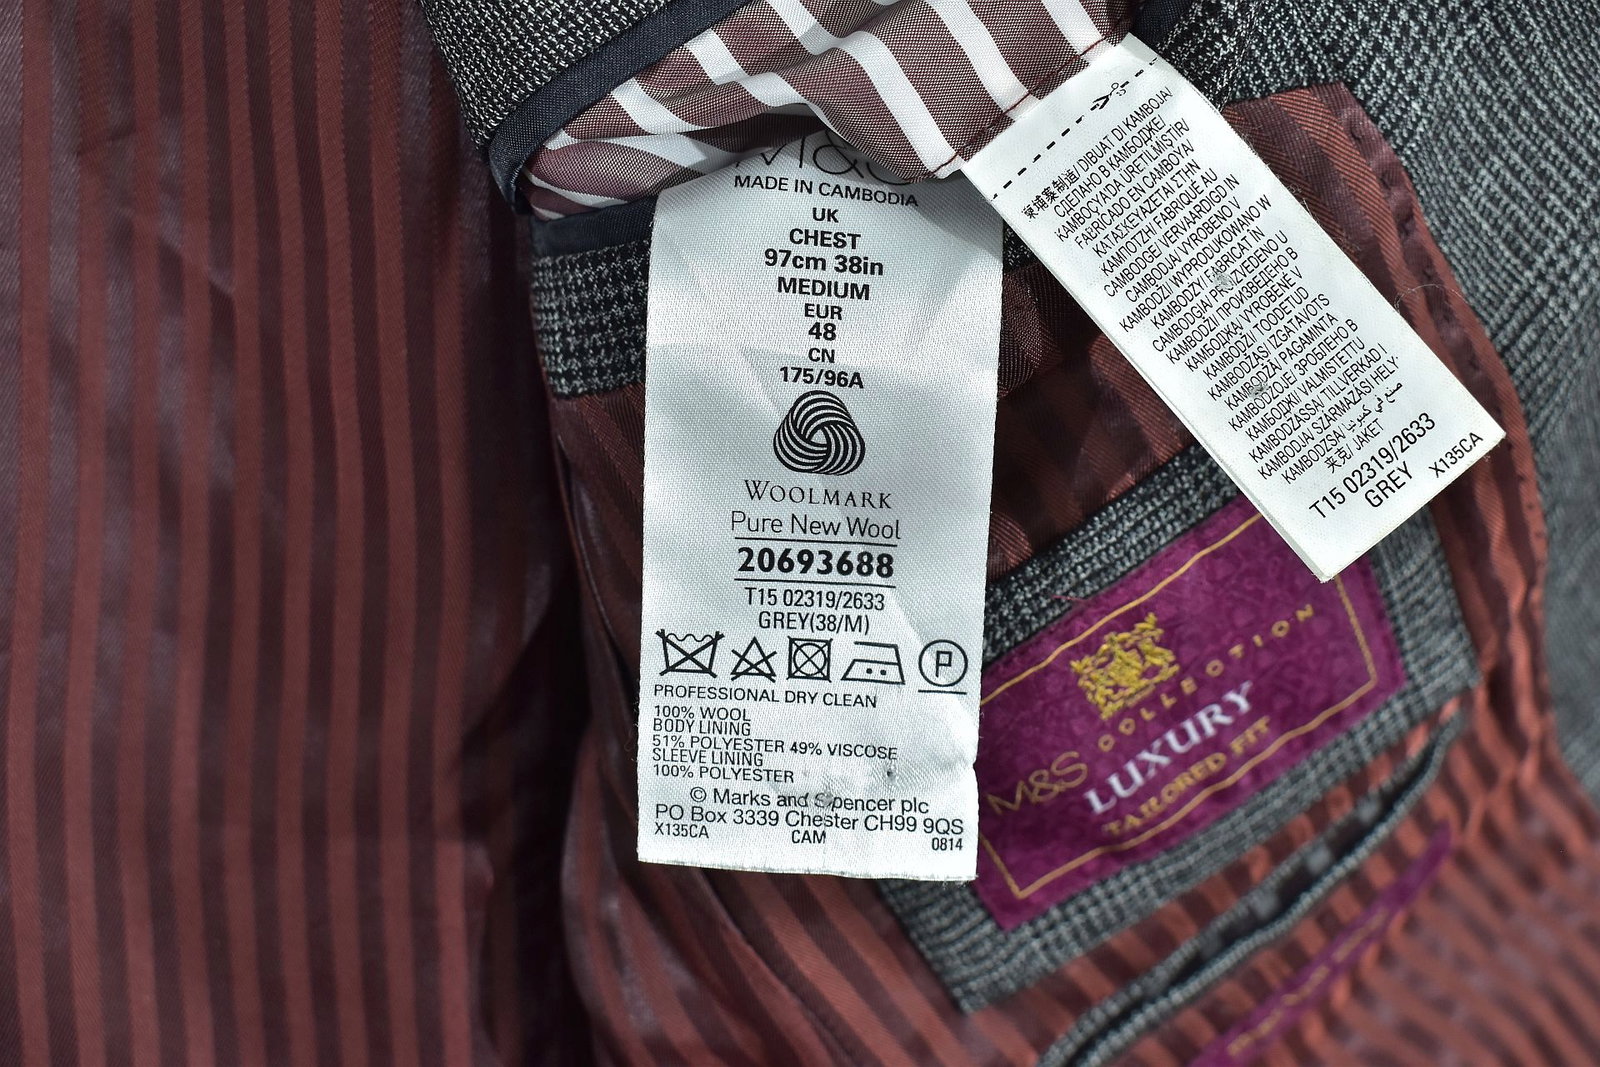 M&S
MADE IN CAMBODIA
UK
CHEST
97cm 38in
MEDIUM
EUR
48
CN
175/96A
WOOLMARK
Pure New Wool
20693688
T15 02319/2633
GREY(38/M)
P
PROFESSIONAL DRY CLEAN
100% WOOL
BODY LINING
51% POLYESTER 49% VISCOSE
SLEEVE LINING
100% POLYESTER
© Marks and Spencer plc
PO Box 3339 Chester CH99 9QS
X135CA CAM 0814
柬埔寨制造/ DIBUAT DI KAMBOJA/
СДЕЛАНО В КАМБОДЖЕ/
KAMBOÇYADA ÜRETİLMİŞTİR/
FABRICADO EN CAMBOYA/
ΚΑΤΑΣΚΕΥΑΖΕΤΑΙ ΣΤΗΝ
ΚΑΜΠΟΤΖΗ/ FABRIQUÉ AU
CAMBODGE/ VERVAARDIGD IN
CAMBODJA/ VYROBENO V
KAMBODŽI/ WYPRODUKOWANO W
KAMBODŻY/ FABRICAT ÎN
CAMBODGIA/ PROIZVEDENO U
KAMBODŽI/ ПРОИЗВЕДЕНО В
КАМБОДЖА/ VYROBENÉ V
KAMBODŽI/ TOODETUD
KAMBODŽAS/ IZGATAVOTS
KAMBODŽĀ/ PAGAMINTA
KAMBODŽOJE/ ЗРОБЛЕНО В
КАМБОДЖІ/ VALMISTETTU
KAMBODŽASSA/ TILLVERKAD I
KAMBODJA/ SZÁRMAZÁSI HELY:
KAMBODZSA/ صنع في كمبوديا
夹克/ JAKET
T15 02319/2633
GREY X135CA
M&S COLLECTION
LUXURY
TAILORED FIT